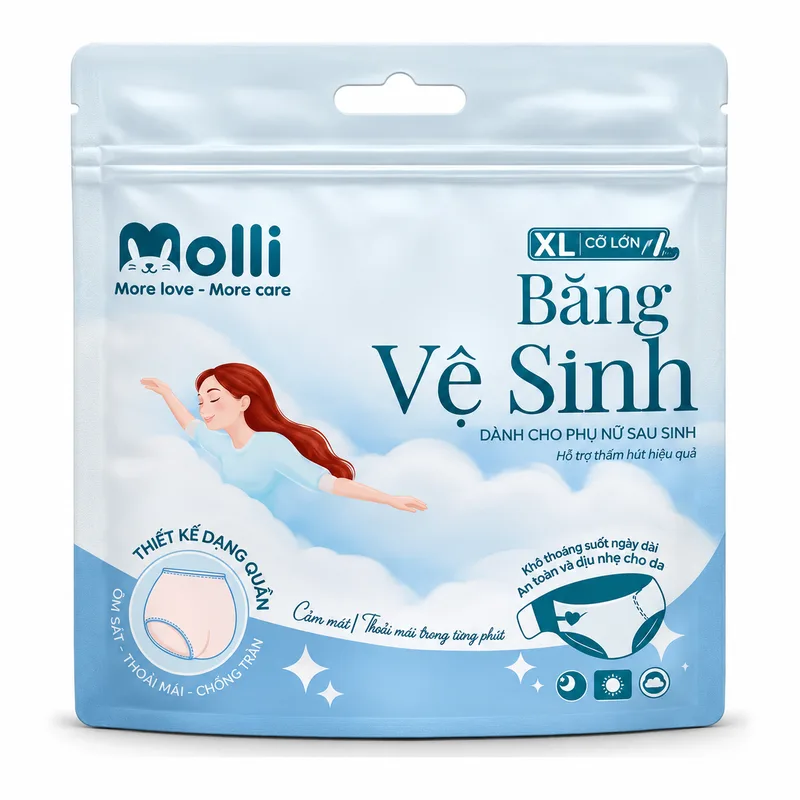 Molli
More love - More care
XL CỠ LỚN
Băng
Vệ Sinh
DÀNH CHO PHỤ NỮ SAU SINH
Hỗ trợ thấm hút hiệu quả
THIẾT KẾ DẠNG QUẦN
ÔM SÁT - THOẢI MÁI - CHỐNG TRÀN
Cảm mát / Thoải mái trong từng phút
Khô thoáng suốt ngày dài
An toàn và dịu nhẹ cho da